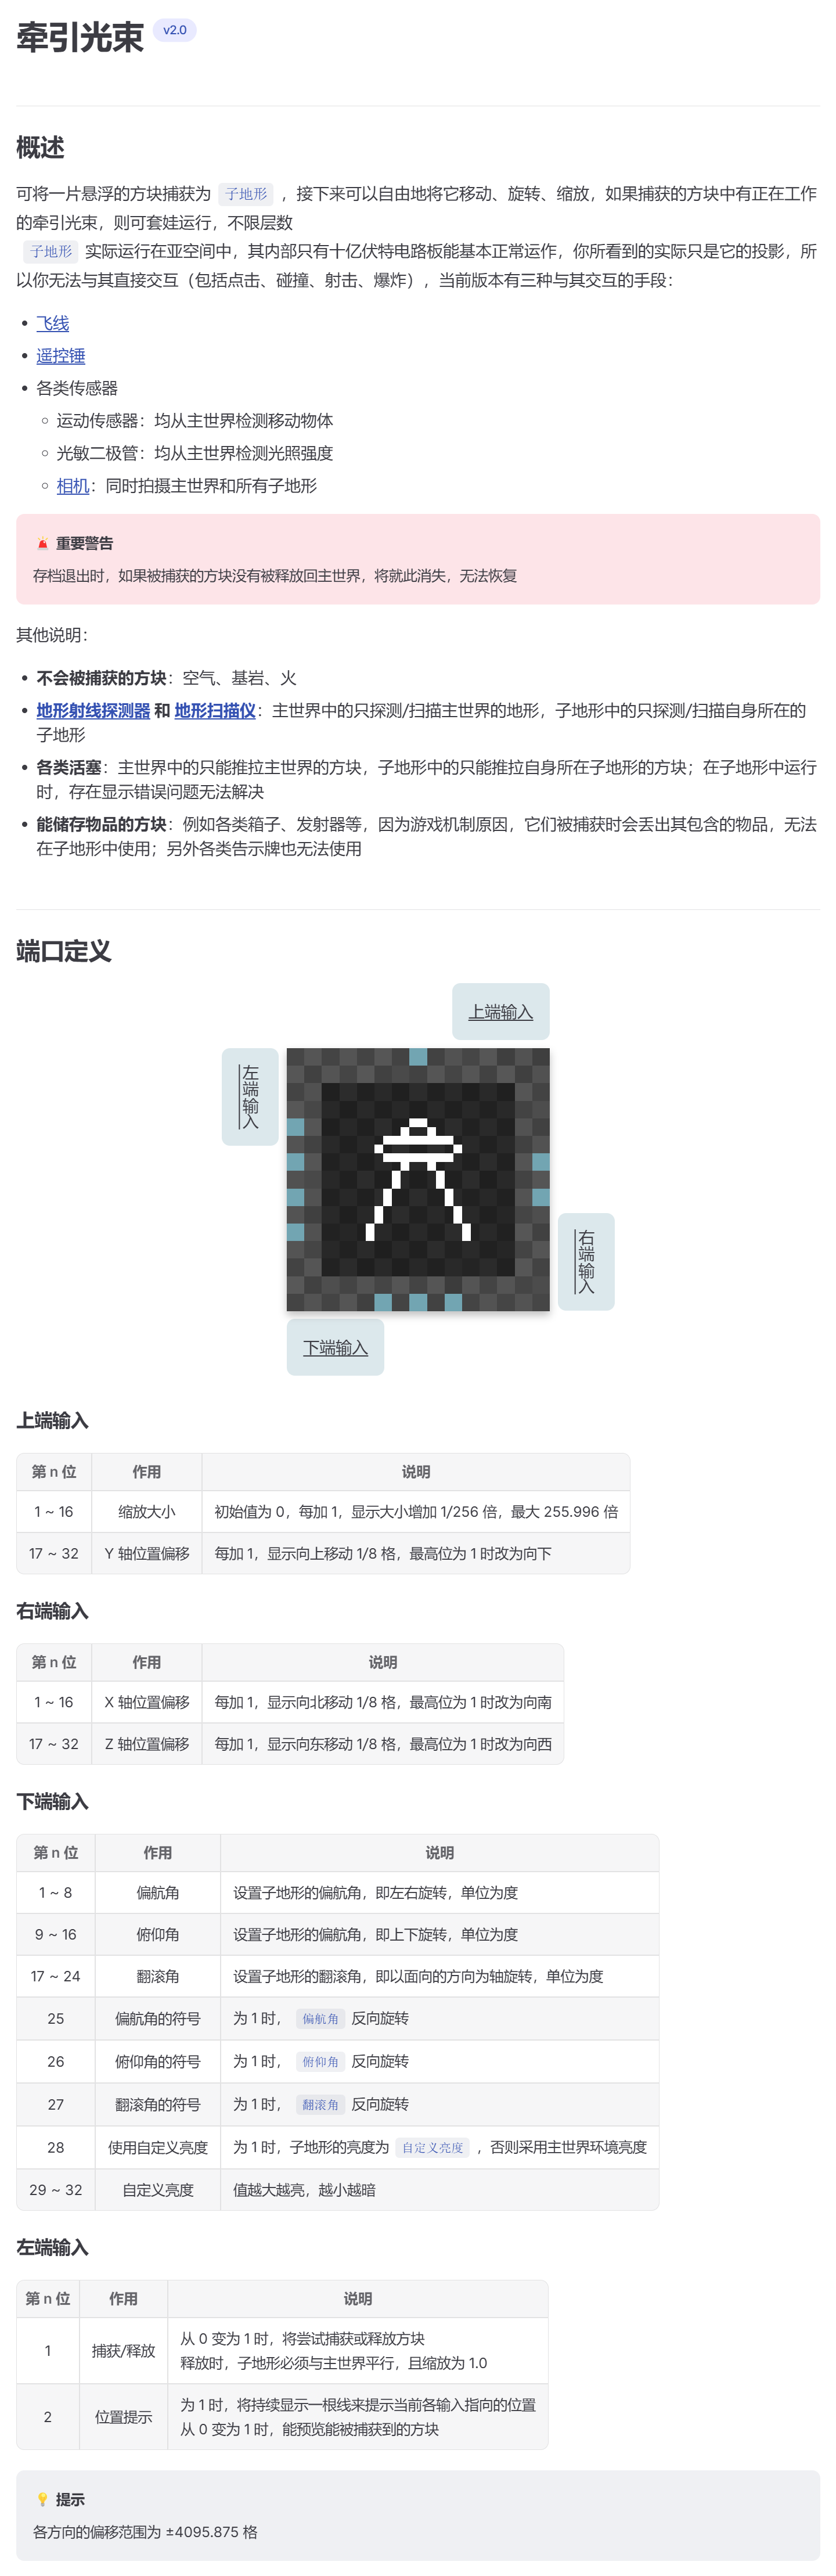 牵引光束 v2.0
概述
可将一片悬浮的方块捕获为 子地形 ，接下来可以自由地将它移动、旋转、缩放，如果捕获的方块中有正在工作
的牵引光束，则可套娃运行，不限层数
子地形 实际运行在亚空间中，其内部只有十亿伏特电路板能基本正常运作，你所看到的实际只是它的投影，所
以你无法与其直接交互（包括点击、碰撞、射击、爆炸），当前版本有三种与其交互的手段：
• 飞线
• 遥控锤
• 各类传感器
◦ 运动传感器：均从主世界检测移动物体
◦ 光敏二极管：均从主世界检测光照强度
◦ 相机：同时拍摄主世界和所有子地形
🚨 重要警告
存档退出时，如果被捕获的方块没有被释放回主世界，将就此消失，无法恢复
其他说明：
• 不会被捕获的方块：空气、基岩、火
• 地形射线探测器 和 地形扫描仪：主世界中的只探测/扫描主世界的地形，子地形中的只探测/扫描自身所在的
子地形
• 各类活塞：主世界中的只能推拉主世界的方块，子地形中的只能推拉自身所在子地形的方块；在子地形中运行
时，存在显示错误问题无法解决
• 能储存物品的方块：例如各类箱子、发射器等，因为游戏机制原因，它们被捕获时会丢出其包含的物品，无法
在子地形中使用；另外各类告示牌也无法使用
端口定义
上端输入
左端输入
右端输入
下端输入
上端输入
第 n 位 作用 说明
1 ~ 16 缩放大小 初始值为 0，每加 1，显示大小增加 1/256 倍，最大 255.996 倍
17 ~ 32 Y 轴位置偏移 每加 1，显示向上移动 1/8 格，最高位为 1 时改为向下
右端输入
第 n 位 作用 说明
1 ~ 16 X 轴位置偏移 每加 1，显示向北移动 1/8 格，最高位为 1 时改为向南
17 ~ 32 Z 轴位置偏移 每加 1，显示向东移动 1/8 格，最高位为 1 时改为向西
下端输入
第 n 位 作用 说明
1 ~ 8 偏航角 设置子地形的偏航角，即左右旋转，单位为度
9 ~ 16 俯仰角 设置子地形的偏航角，即上下旋转，单位为度
17 ~ 24 翻滚角 设置子地形的翻滚角，即以面向的方向为轴旋转，单位为度
25 偏航角的符号 为 1 时， 偏航角 反向旋转
26 俯仰角的符号 为 1 时， 俯仰角 反向旋转
27 翻滚角的符号 为 1 时， 翻滚角 反向旋转
28 使用自定义亮度 为 1 时，子地形的亮度为 自定义亮度 ，否则采用主世界环境亮度
29 ~ 32 自定义亮度 值越大越亮，越小越暗
左端输入
第 n 位 作用 说明
1 捕获/释放 从 0 变为 1 时，将尝试捕获或释放方块
释放时，子地形必须与主世界平行，且缩放为 1.0
2 位置提示 为 1 时，将持续显示一根线来提示当前各输入指向的位置
从 0 变为 1 时，能预览能被捕获到的方块
💡 提示
各方向的偏移范围为 ±4095.875 格